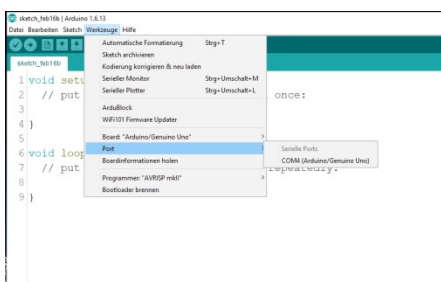 sketch_feb16b | Arduino 1.6.13
Datei Bearbeiten Sketch Werkzeuge Hilfe
sketch_feb16b
Automatische Formatierung Strg+T
Sketch archivieren
Kodierung korrigieren & neu laden
Serieller Monitor Strg+Umschalt+M
Serieller Plotter Strg+Umschalt+L
ArduBlock
WiFi101 Firmware Updater
Board: "Arduino/Genuino Uno"
Port
Boardinformationen holen
Programmer: "AVRISP mkII"
Bootloader brennen
Serielle Ports
COM4 (Arduino/Genuino Uno)
1 void setu
2 // put once:
3
4 }
5
6 void loop
7 // put repeatedly:
8
9 }